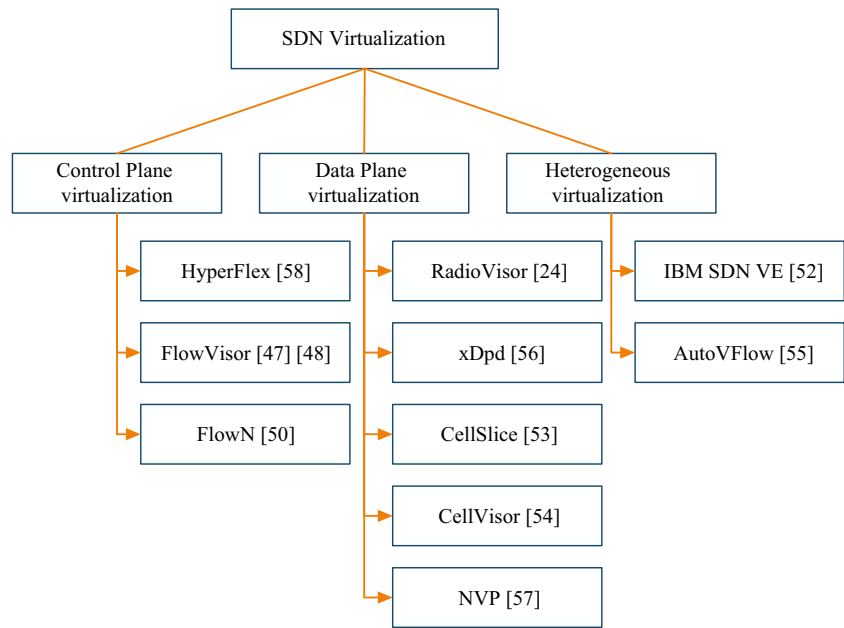 SDN Virtualization
Control Plane
virtualization
Data Plane
virtualization
Heterogeneous
virtualization
HyperFlex [58]
RadioVisor [24]
IBM SDN VE [52]
FlowVisor [47] [48]
xDpd [56]
AutoVFlow [55]
FlowN [50]
CellSlice [53]
CellVisor [54]
NVP [57]